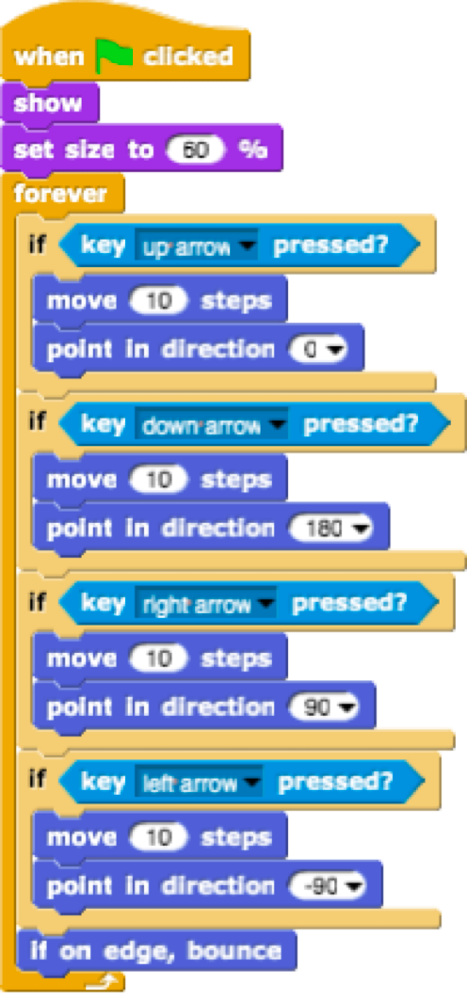 when clicked
show
set size to 60 %
forever
if key up arrow pressed?
move 10 steps
point in direction 0
if key down arrow pressed?
move 10 steps
point in direction 180
if key right arrow pressed?
move 10 steps
point in direction 90
if key left arrow pressed?
move 10 steps
point in direction -90
if on edge, bounce